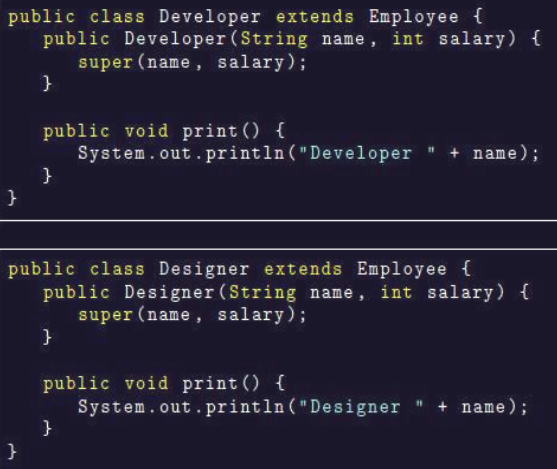 public class Developer extends Employee {
   public Developer(String name, int salary) {
      super(name, salary);
   }

   public void print() {
      System.out.println("Developer " + name);
   }
}

public class Designer extends Employee {
   public Designer(String name, int salary) {
      super(name, salary);
   }

   public void print() {
      System.out.println("Designer " + name);
   }
}